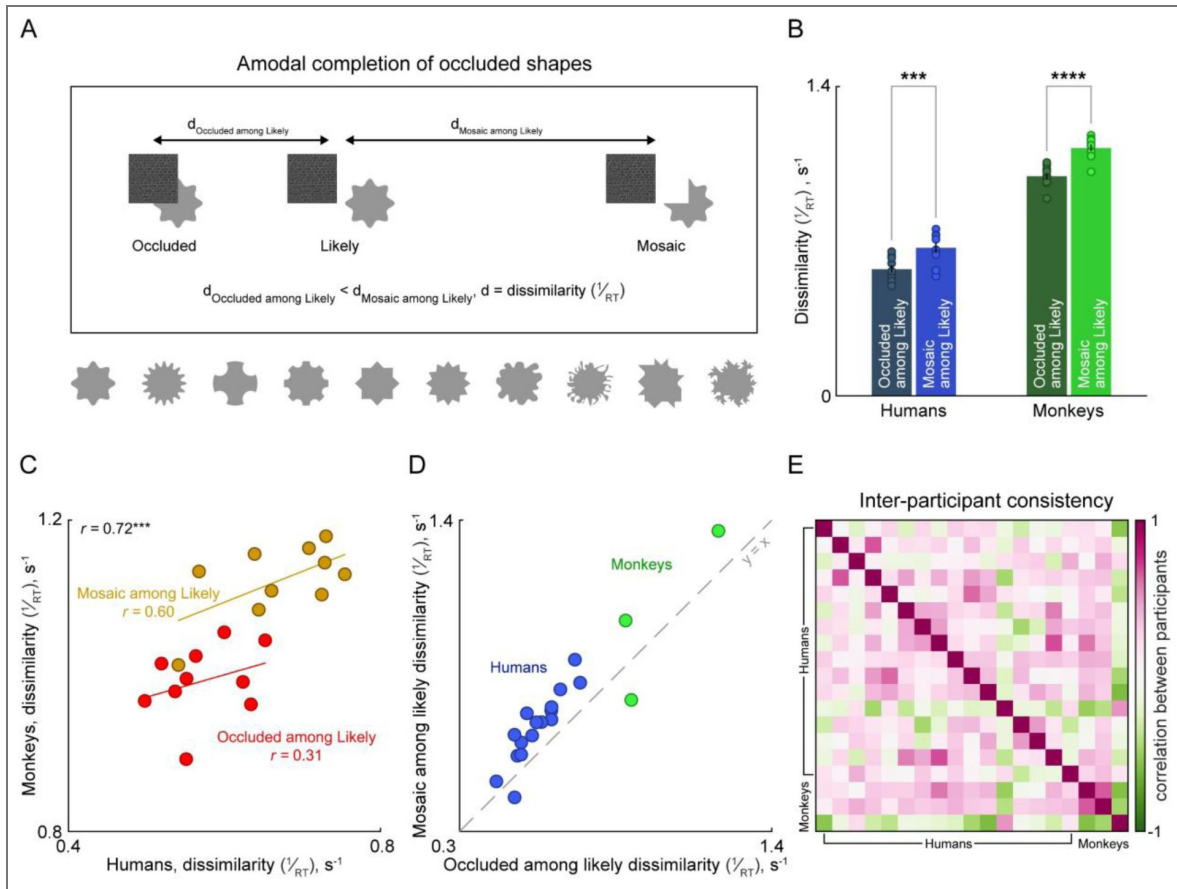 A
Amodal completion of occluded shapes
d Occluded among Likely
d Mosaic among Likely
Occluded
Likely
Mosaic
d Occluded among Likely < d Mosaic among Likely, d = dissimilarity (1/RT)
B
***
****
1.4
Dissimilarity (1/RT) , s-1
0
Occluded
among Likely
Mosaic
among Likely
Occluded
among Likely
Mosaic
among Likely
Humans
Monkeys
C
1.2
r = 0.72***
Mosaic among Likely
r = 0.60
Occluded among Likely
r = 0.31
Monkeys, dissimilarity (1/RT), s-1
0.8
0.4
0.8
Humans, dissimilarity (1/RT), s-1
D
1.4
y = x
Monkeys
Humans
Mosaic among likely dissimilarity (1/RT), s-1
0.3
1.4
Occluded among likely dissimilarity (1/RT), s-1
E
Inter-participant consistency
Humans
Monkeys
Humans
Monkeys
1
correlation between participants
-1